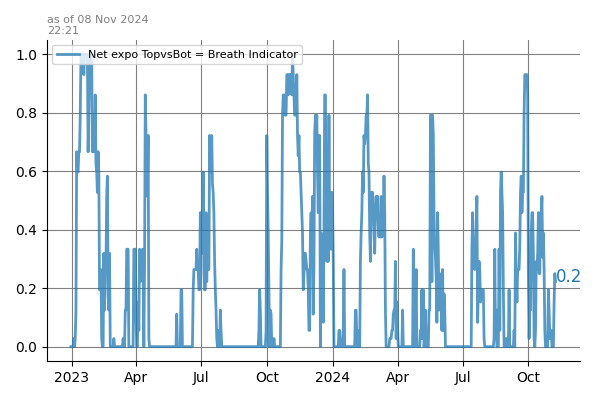 as of 08 Nov 2024
22:21
Net expo TopvsBot = Breath Indicator
1.0
0.8
0.6
0.4
0.2
0.0
0.2
2023 Apr Jul Oct 2024 Apr Jul Oct